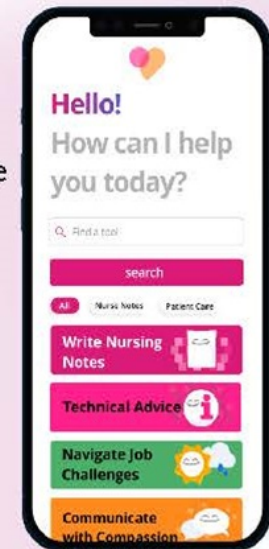 e
Hello!
How can I help
you today?
Find a tool
search
All Nurse Notes Patient Care
Write Nursing
Notes
Technical Advice
i
Navigate Job
Challenges
Communicate
with Compassion